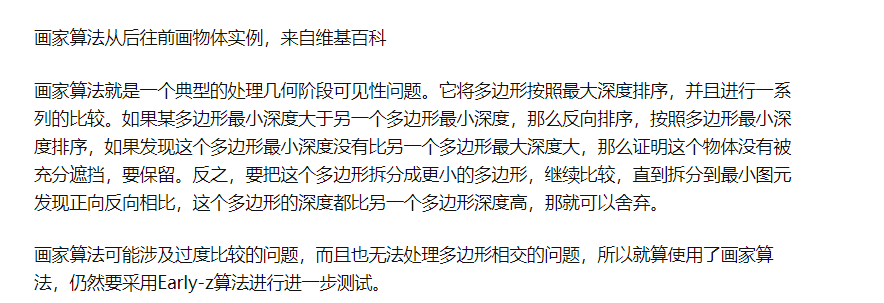 画家算法从后往前画物体实例，来自维基百科
画家算法就是一个典型的处理几何阶段可见性问题。它将多边形按照最大深度排序，并且进行一系
列的比较。如果某多边形最小深度大于另一个多边形最小深度，那么反向排序，按照多边形最小深
度排序，如果发现这个多边形最小深度没有比另一个多边形最大深度大，那么证明这个物体没有被
充分遮挡，要保留。反之，要把这个多边形拆分成更小的多边形，继续比较，直到拆分到最小图元
发现正向反向相比，这个多边形的深度都比另一个多边形深度高，那就可以舍弃。
画家算法可能涉及过度比较的问题，而且也无法处理多边形相交的问题，所以就算使用了画家算
法，仍然要采用Early-z算法进行进一步测试。